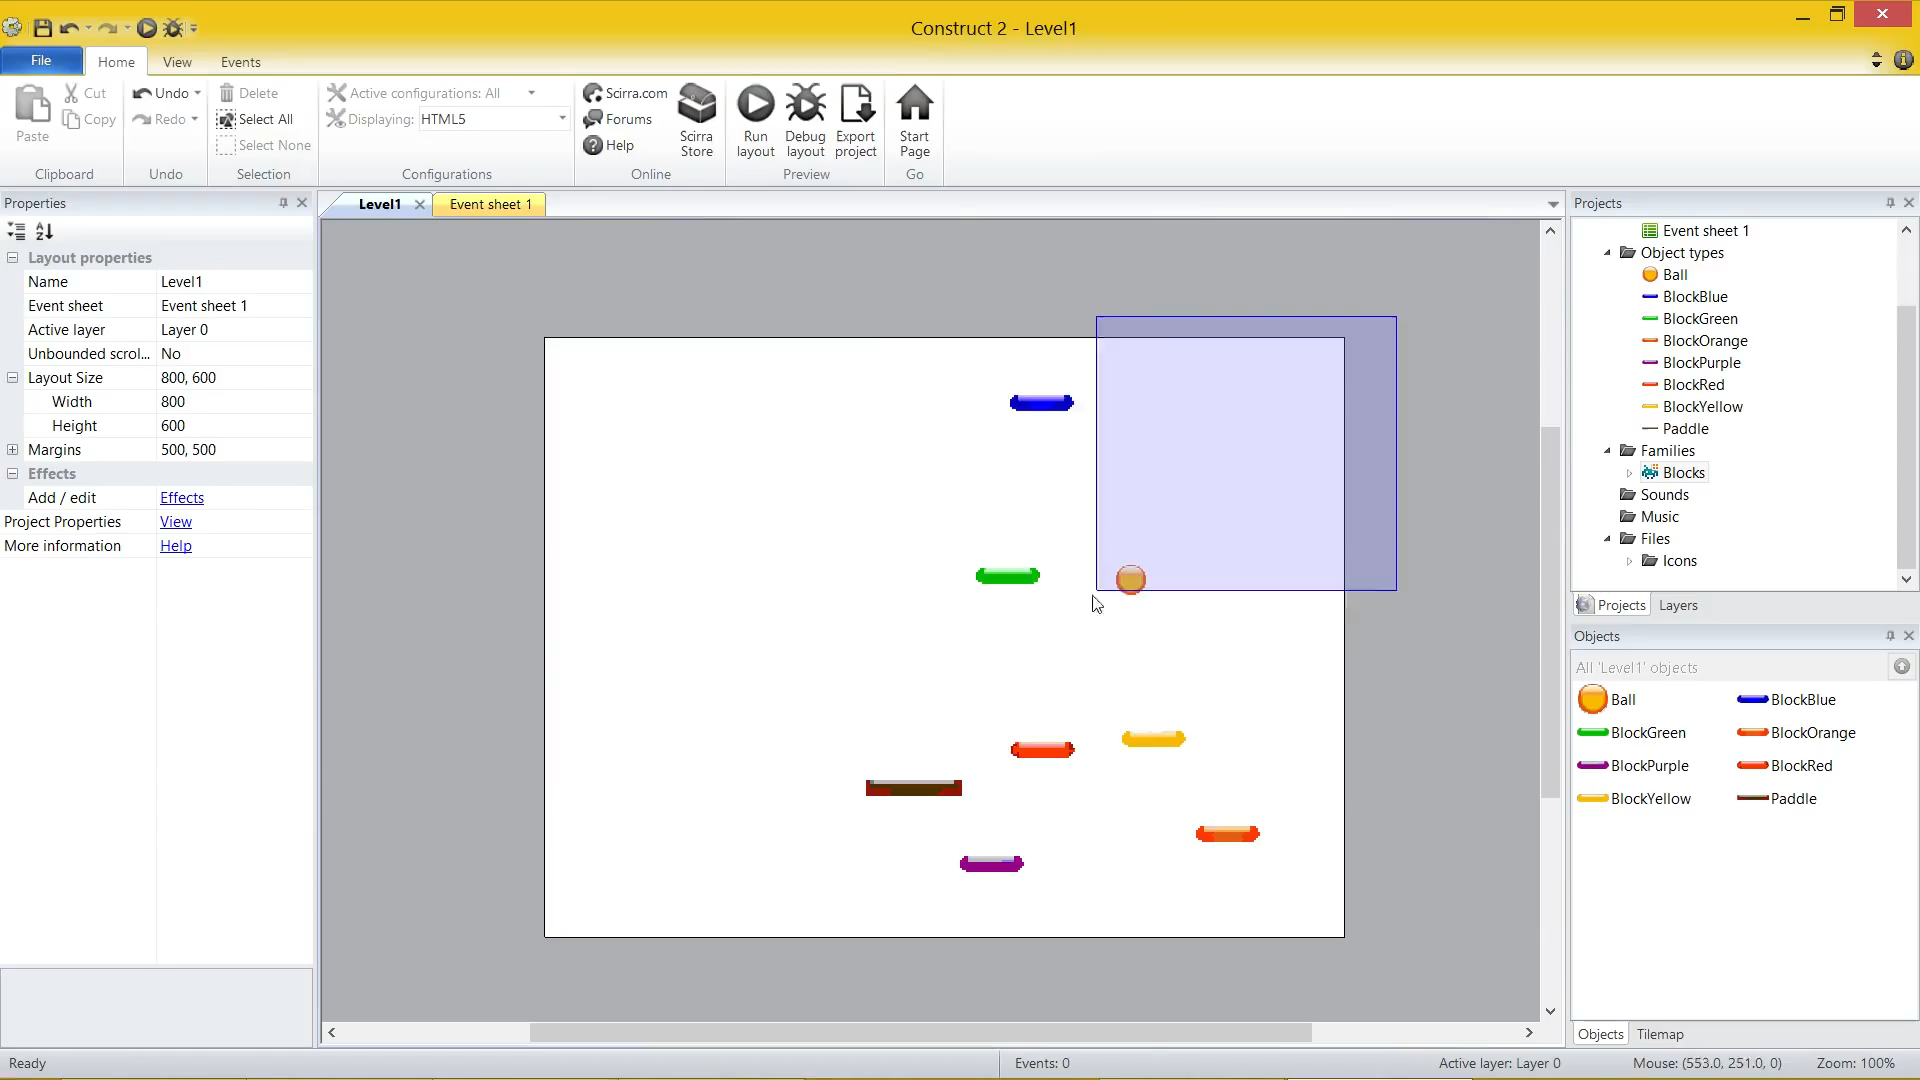 Construct 2 - Level1
File
Home
View
Events
Paste
Cut
Copy
Clipboard
Undo
Redo
Undo
Delete
Select All
Select None
Selection
Active configurations: All
Displaying:
HTML5
Configurations
Scirra.com
Forums
Help
Scirra
Store
Online
Run
layout
Debug
layout
Export
project
Preview
Start
Page
Go
Properties
Level1
Event sheet 1
Projects
Layout properties
Name
Level1
Event sheet
Event sheet 1
Active layer
Layer 0
Unbounded scrol...
No
Layout Size
800, 600
Width
800
Height
600
Margins
500, 500
Effects
Add / edit
Effects
Project Properties
View
More information
Help
Event sheet 1
Object types
Ball
BlockBlue
BlockGreen
BlockOrange
BlockPurple
BlockRed
BlockYellow
Paddle
Families
Blocks
Sounds
Music
Files
Icons
Projects
Layers
Objects
All 'Level1' objects
Ball
BlockBlue
BlockGreen
BlockOrange
BlockPurple
BlockRed
BlockYellow
Paddle
Objects
Tilemap
Ready
Events: 0
Active layer: Layer 0
Mouse: (553.0, 251.0, 0)
Zoom: 100%